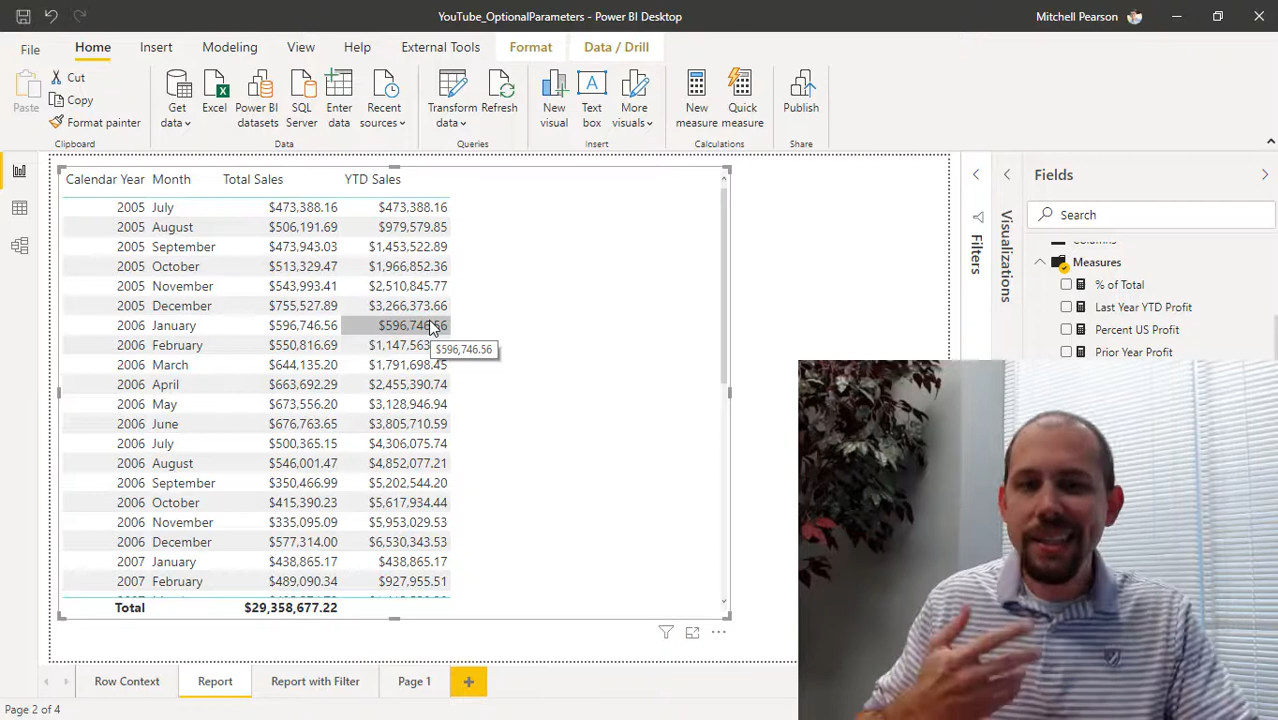 YouTube_OptionalParameters - Power BI Desktop
Mitchell Pearson
File Home Insert Modeling View Help External Tools Format Data / Drill
Paste
Cut
Copy
Format painter
Clipboard
Get data
Excel
Power BI datasets
SQL Server
Enter data
Recent sources
Data
Transform data
Refresh
Queries
New visual
Text box
More visuals
Insert
New measure
Quick measure
Calculations
Publish
Share
Calendar Year Month Total Sales YTD Sales
2005 July $473,388.16 $473,388.16
2005 August $506,191.69 $979,579.85
2005 September $473,943.03 $1,453,522.89
2005 October $513,329.47 $1,966,852.36
2005 November $543,993.41 $2,510,845.77
2005 December $755,527.89 $3,266,373.66
2006 January $596,746.56 $596,746.56
$596,746.56
2006 February $550,816.69 $1,147,563
2006 March $644,135.20 $1,791,698.45
2006 April $663,692.29 $2,455,390.74
2006 May $673,556.20 $3,128,946.94
2006 June $676,763.65 $3,805,710.59
2006 July $500,365.15 $4,306,075.74
2006 August $546,001.47 $4,852,077.21
2006 September $350,466.99 $5,202,544.20
2006 October $415,390.23 $5,617,934.44
2006 November $335,095.09 $5,953,029.53
2006 December $577,314.00 $6,530,343.53
2007 January $438,865.17 $438,865.17
2007 February $489,090.34 $927,955.51
Total $29,358,677.22
Filters
Visualizations
Fields
Search
Measures
% of Total
Last Year YTD Profit
Percent US Profit
Prior Year Profit
Row Context Report Report with Filter Page 1
Page 2 of 4